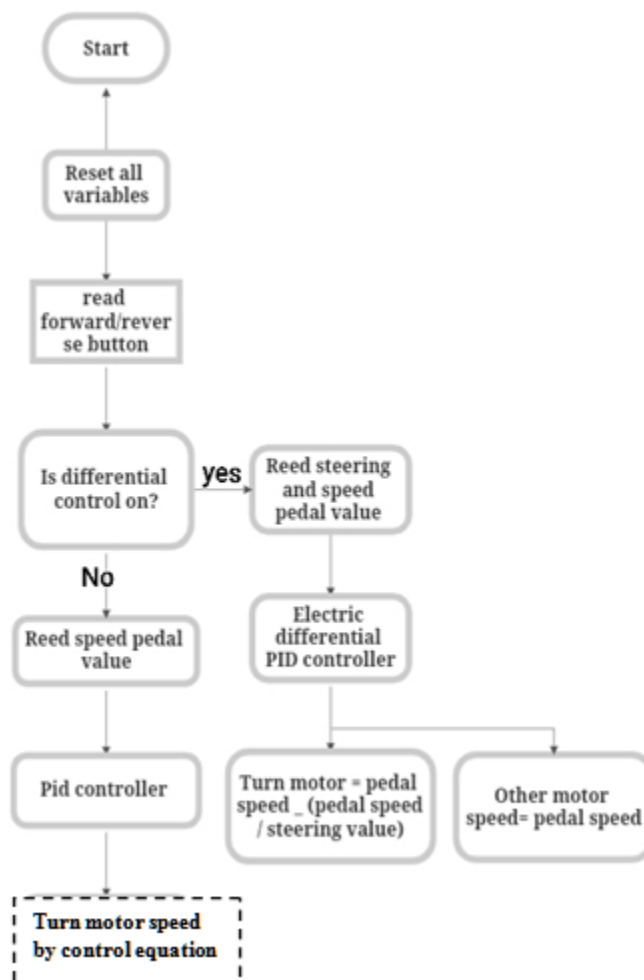 Start
Reset all
variables
read
forward/rever
se button
Is differential
control on?
yes
Reed steering
and speed
pedal value
No
Reed speed pedal
value
Electric
differential
PID controller
Pid controller
Turn motor = pedal
speed _ (pedal speed
/ steering value)
Other motor
speed= pedal speed
Turn motor speed
by control equation